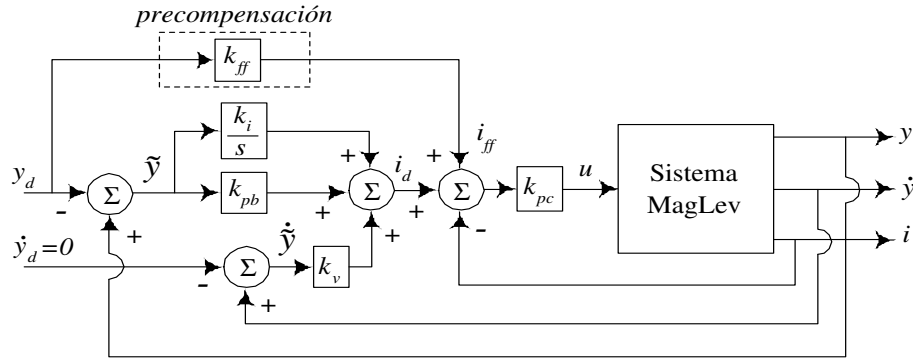 precompensación
k_ff
k_i
s
i_ff
y_d
ỹ
k_pb
i_d
k_pc
u
Sistema
MagLev
y
ẏ
i
ẏ_d=0
ỹ̇
k_v
Σ
Σ
Σ
Σ
-
+
-
+
+
+
+
+
+
-